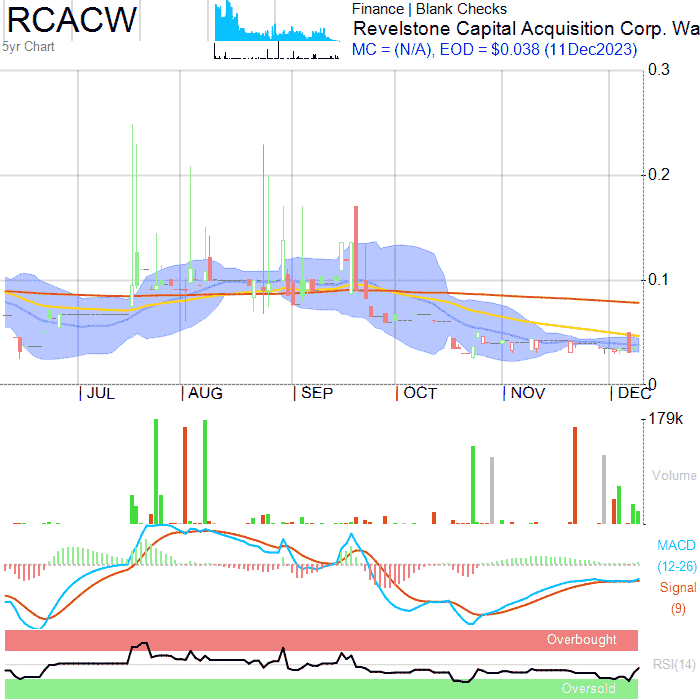 RCACW
5yr Chart
Finance | Blank Checks
Revelstone Capital Acquisition Corp. Wa
MC = (N/A), EOD = $0.038 (11Dec2023)
0.3
0.2
0.1
0
JUL AUG SEP OCT NOV DEC
179k
Volume
MACD
(12-26)
Signal
(9)
Overbought
RSI(14)
Oversold